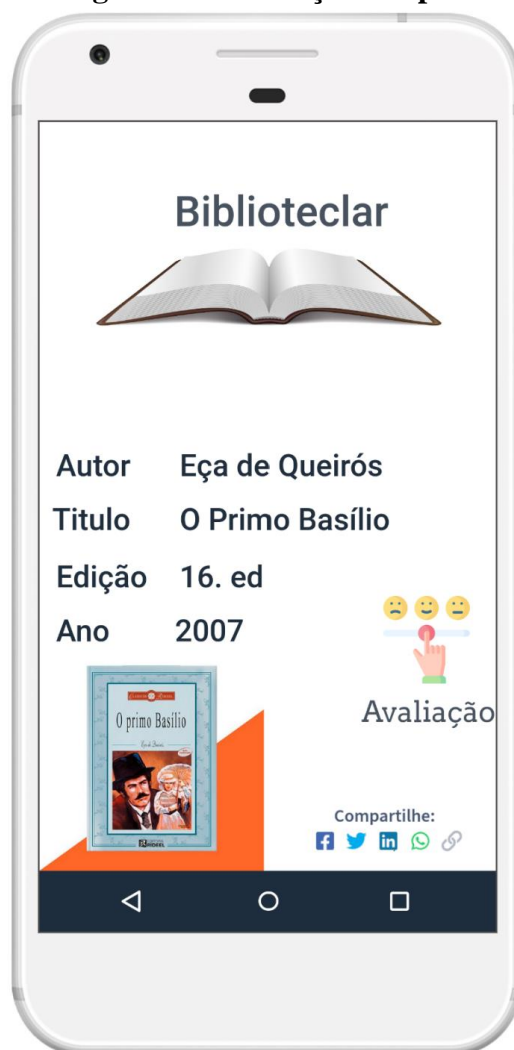 Biblioteclar
Autor Eça de Queirós
Titulo O Primo Basílio
Edição 16. ed
Ano 2007
O primo Basílio
Avaliação
Compartilhe: